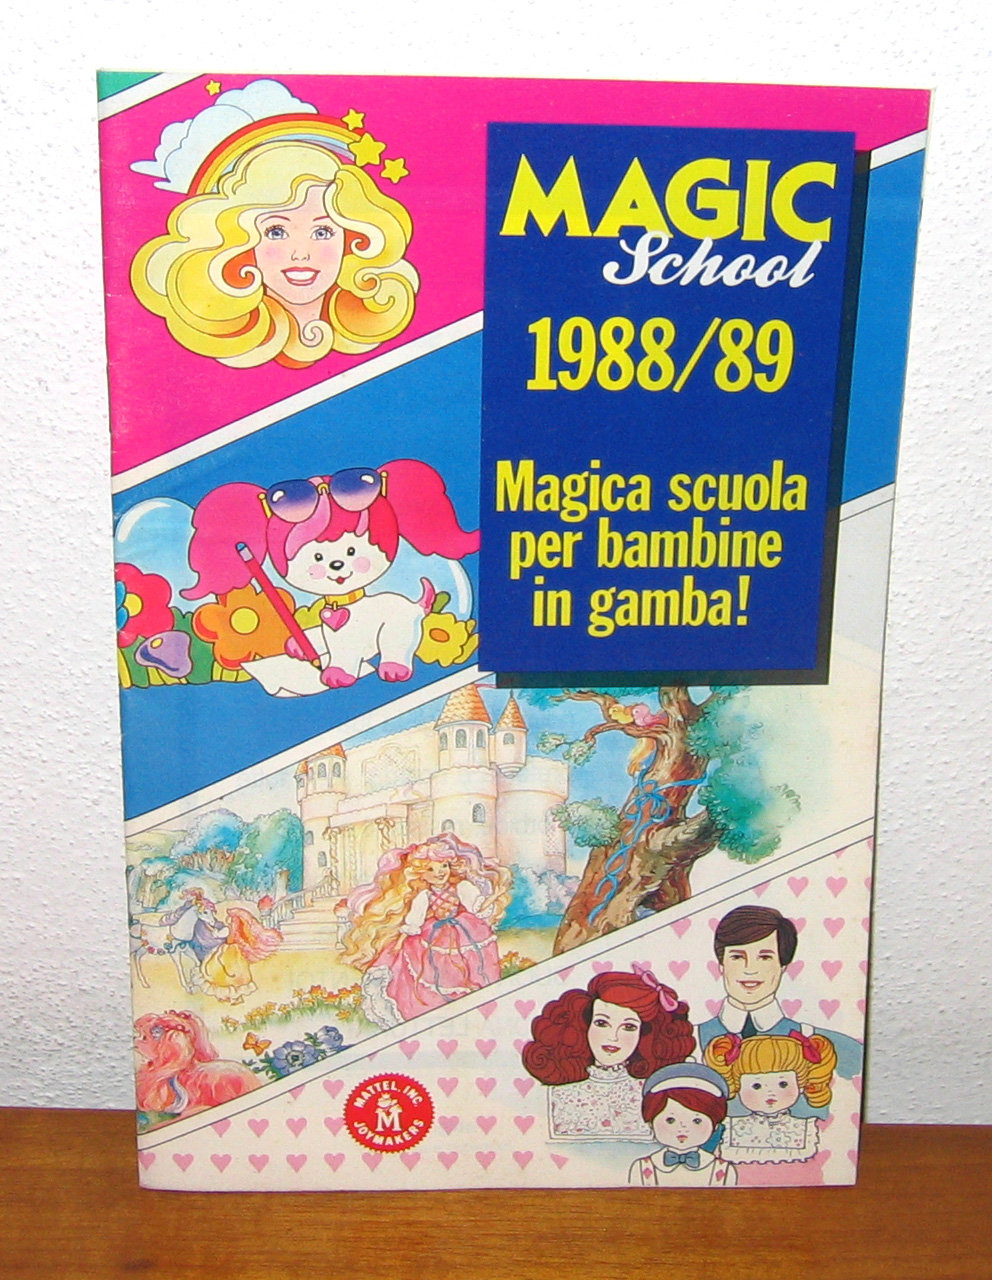 MAGIC
School
1988/89
Magica scuola
per bambine
in gamba!
MATTEL, INC.
M
JOYMAKERS